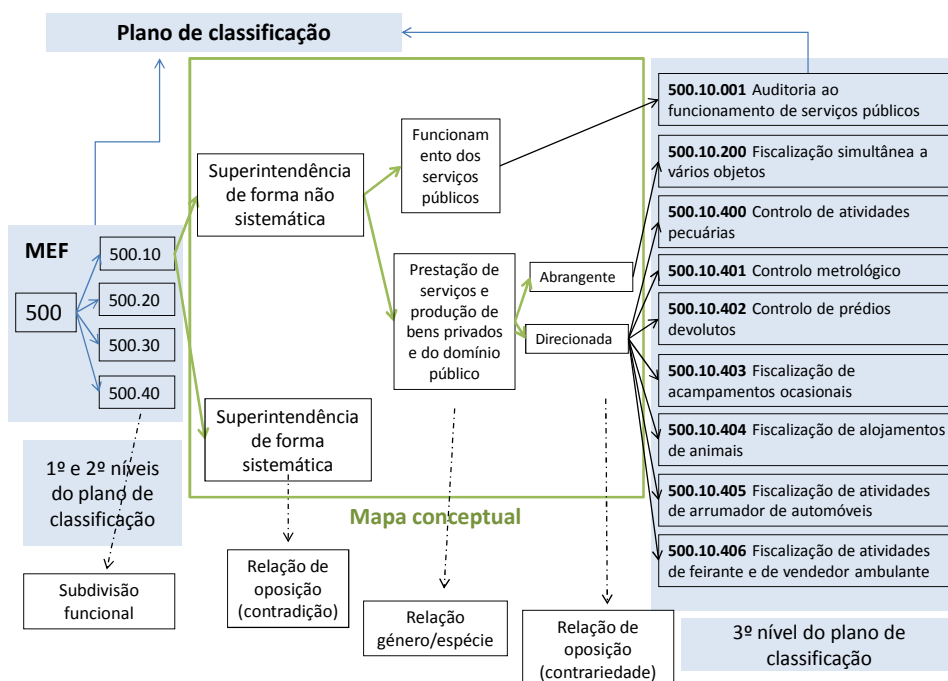 Plano de classificação
MEF
500
500.10
500.20
500.30
500.40
1º e 2º níveis
do plano de
classificação
Subdivisão
funcional
Superintendência
de forma não
sistemática
Superintendência
de forma
sistemática
Funcionam
ento dos
serviços
públicos
Prestação de
serviços e
produção de
bens privados
e do domínio
público
Abrangente
Direcionada
Mapa conceptual
Relação de
oposição
(contradição)
Relação
género/espécie
Relação de
oposição
(contrariedade)
500.10.001 Auditoria ao
funcionamento de serviços públicos
500.10.200 Fiscalização simultânea a
vários objetos
500.10.400 Controlo de atividades
pecuárias
500.10.401 Controlo metrológico
500.10.402 Controlo de prédios
devolutos
500.10.403 Fiscalização de
acampamentos ocasionais
500.10.404 Fiscalização de alojamentos
de animais
500.10.405 Fiscalização de atividades
de arrumador de automóveis
500.10.406 Fiscalização de atividades
de feirante e de vendedor ambulante
3º nível do plano de
classificação